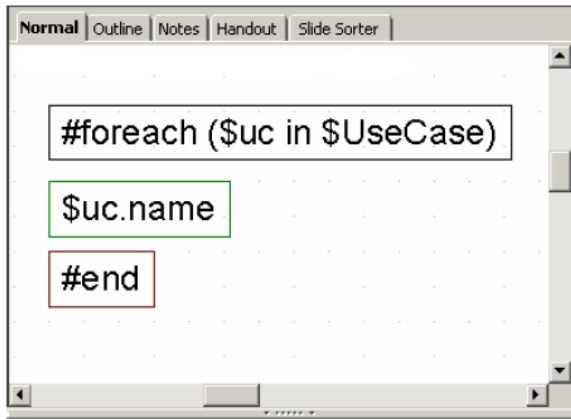 Normal Outline Notes Handout Slide Sorter
#foreach ($uc in $UseCase)
$uc.name
#end